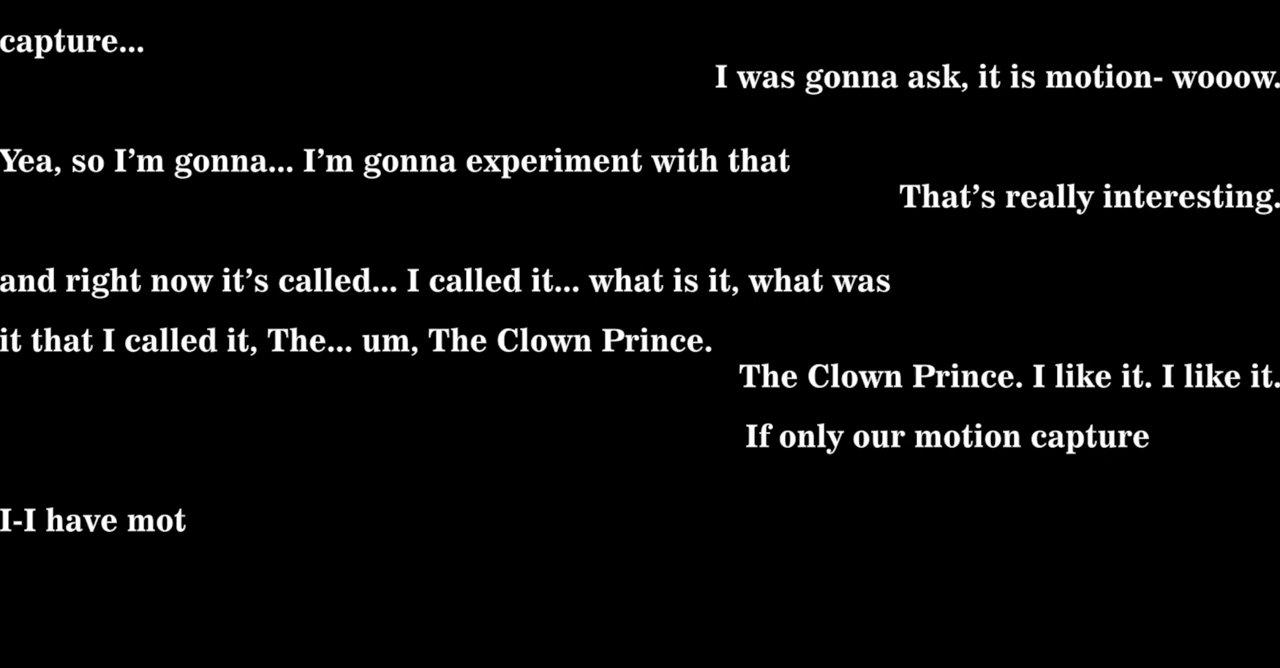 capture...
I was gonna ask, it is motion- wooow.
Yea, so I’m gonna... I’m gonna experiment with that
That’s really interesting.
and right now it’s called... I called it... what is it, what was
it that I called it, The... um, The Clown Prince.
The Clown Prince. I like it. I like it.
If only our motion capture
I-I have mot